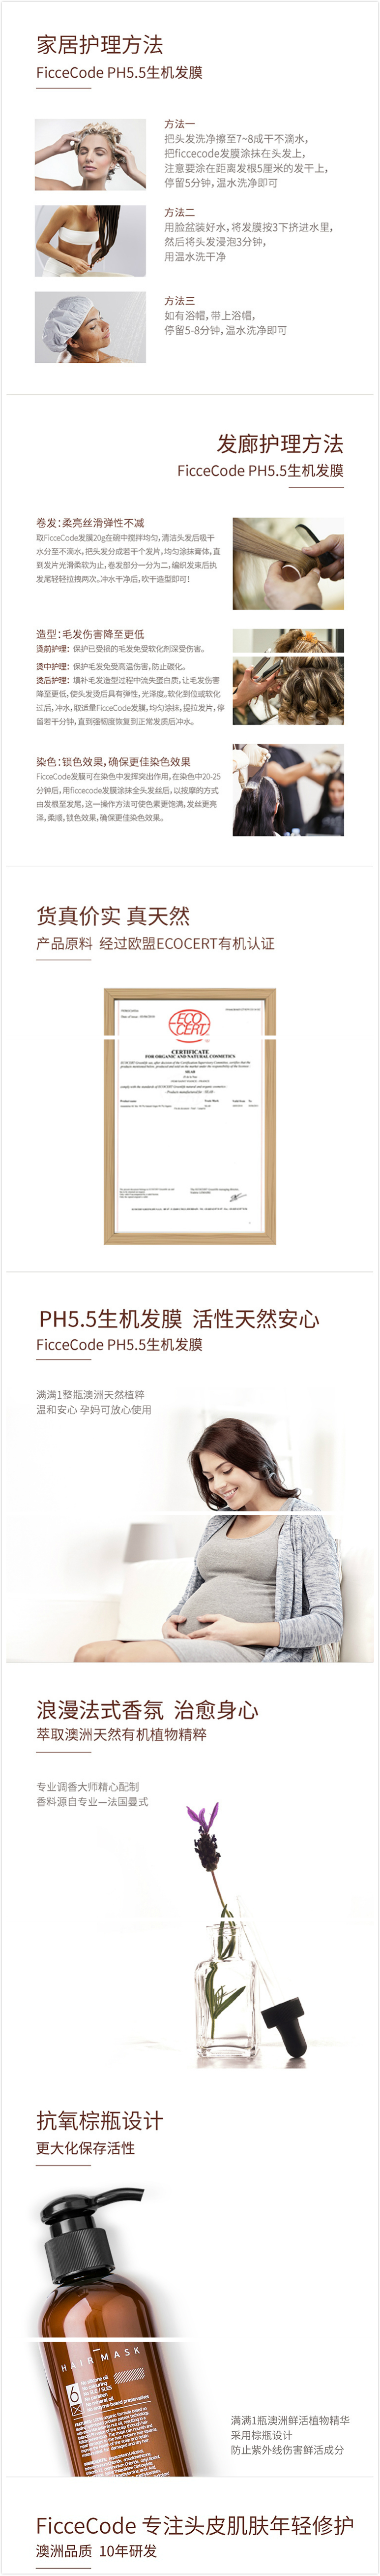 家居护理方法
FicceCode PH5.5生机发膜
方法一
把头发洗净擦至7~8成干不滴水,
把ficcecode发膜涂抹在头发上,
注意要涂在距离发根5厘米的发干上,
停留5分钟,温水洗净即可
方法二
用脸盆装好水,将发膜按3下挤进水里,
然后将头发浸泡3分钟,
用温水洗干净
方法三
如有浴帽,带上浴帽,
停留5-8分钟,温水洗净即可
发廊护理方法
FicceCode PH5.5生机发膜
卷发:柔亮丝滑弹性不减
取FicceCode发膜20g在碗中搅拌均匀,清洁头发后吸干
水分至不滴水,把头发分成若干个发片,均匀涂抹膏体,直
到发片光滑柔软为止,卷发部分一分为二,编织发束后执
发尾轻轻拉拽两次。冲水干净后,吹干造型即可!
造型:毛发伤害降至更低
烫前护理:保护已受损的毛发免受软化剂深受伤害。
烫中护理:保护毛发免受高温伤害,防止碳化。
烫后护理:填补毛发造型过程中流失蛋白质,让毛发伤害
降至更低,使头发烫后具有弹性,光泽度。软化到位或软化
过后,冲水,取适量FicceCode发膜,均匀涂抹,提拉发片,停
留若干分钟,直到强韧度恢复到正常发质后冲水。
染色:锁色效果,确保更佳染色效果
FicceCode发膜可在染色中发挥突出作用,在染色中20-25
分钟后,用ficcecode发膜涂抹全头发丝后,以按摩的方式
由发根至发尾,这一操作方法可使色素更饱满,发丝更亮
泽,柔顺,锁色效果,确保更佳染色效果。
货真价实 真天然
产品原料 经过欧盟ECOCERT有机认证
ECO
CERT
CERTIFICATE
FOR ORGANIC AND NATURAL COSMETICS
PH5.5生机发膜 活性天然安心
FicceCode PH5.5生机发膜
满满1整瓶澳洲天然植粹
温和安心 孕妈可放心使用
浪漫法式香氛 治愈身心
萃取澳洲天然有机植物精粹
专业调香大师精心配制
香料源自专业—法国曼式
抗氧棕瓶设计
更大化保存活性
HAIR MASK
6
No silicone oil
No colouring
No SLE / SLES
No paraben
No mineral oil
No enzyme-based preservatives
满满1瓶澳洲鲜活植物精华
采用棕瓶设计
防止紫外线伤害鲜活成分
FicceCode 专注头皮肌肤年轻修护
澳洲品质 10年研发